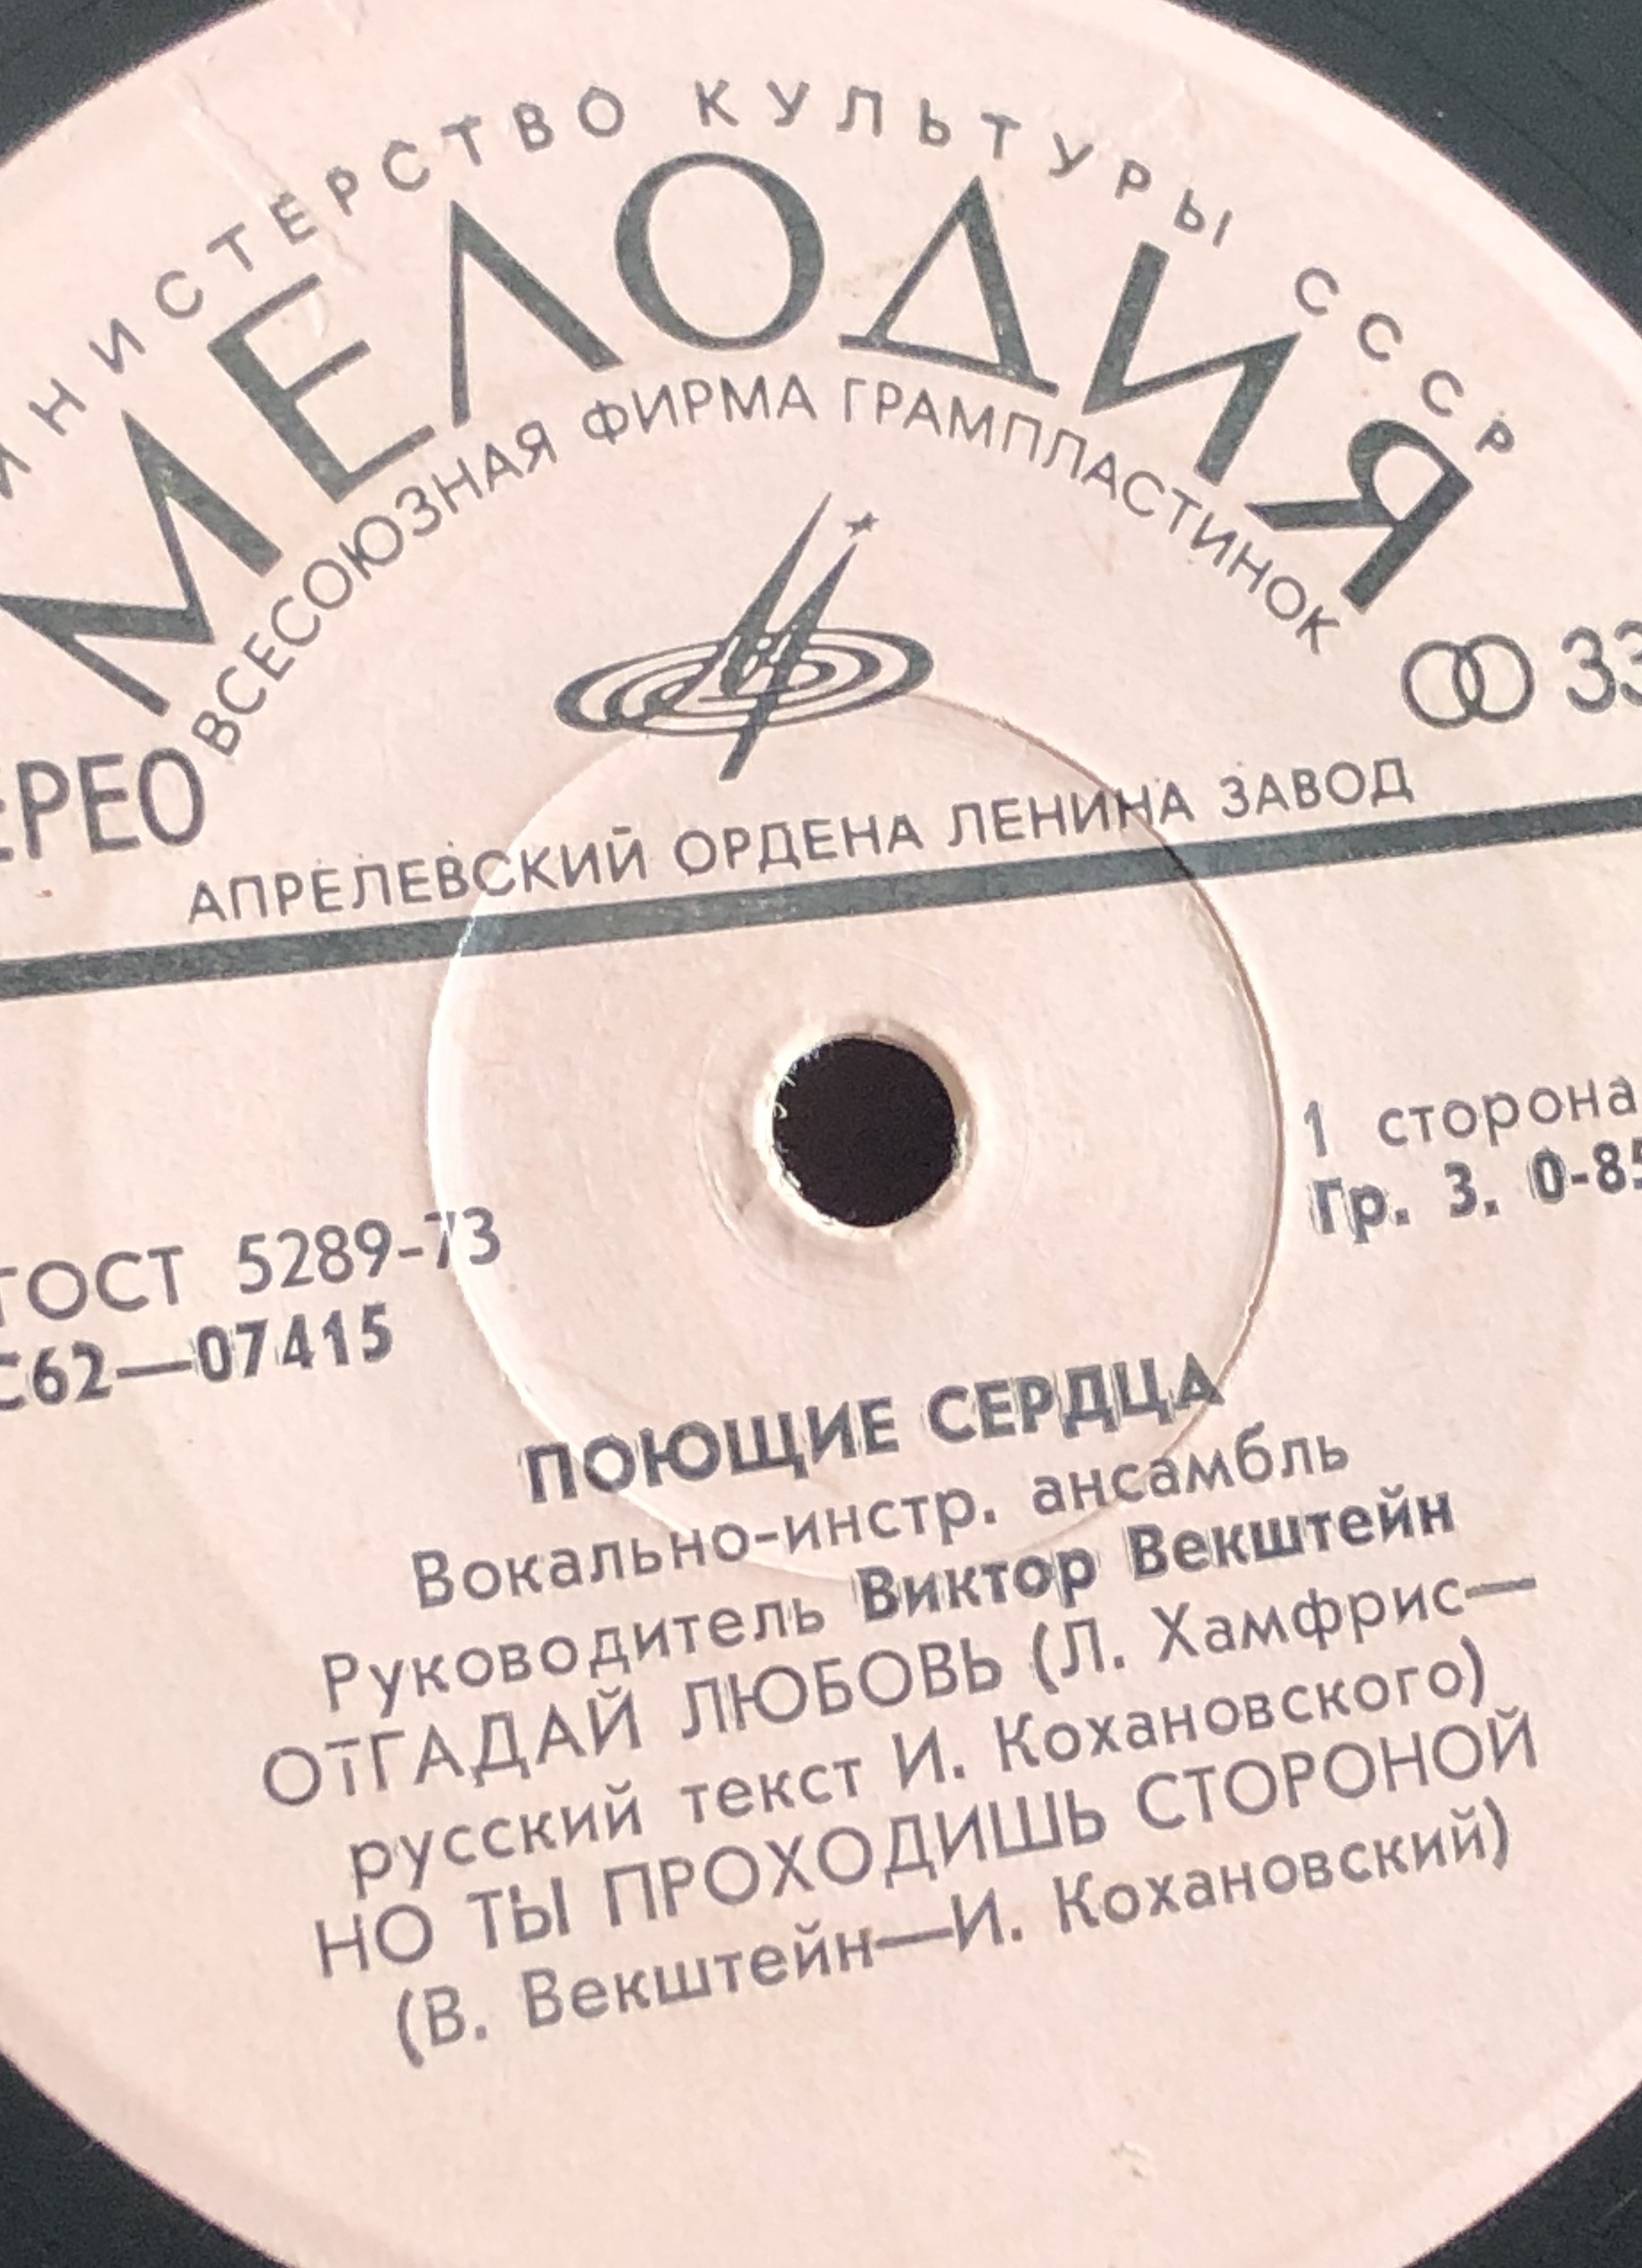 МИНИСТЕРСТВО КУЛЬТУРЫ СССР
МЕЛОДИЯ
ВСЕСОЮЗНАЯ ФИРМА ГРАМПЛАСТИНОК
33
АПРЕЛЕВСКИЙ ОРДЕНА ЛЕНИНА ЗАВОД
1 сторона
Гр. 3. 0-85
ГОСТ 5289-73
С62—07415
ПОЮЩИЕ СЕРДЦА
Вокально-инстр. ансамбль
Руководитель Виктор Векштейн
ОТГАДАЙ ЛЮБОВЬ (Л. Хамфрис—
русский текст И. Кохановского)
НО ТЫ ПРОХОДИШЬ СТОРОНОЙ
(В. Векштейн—И. Кохановский)